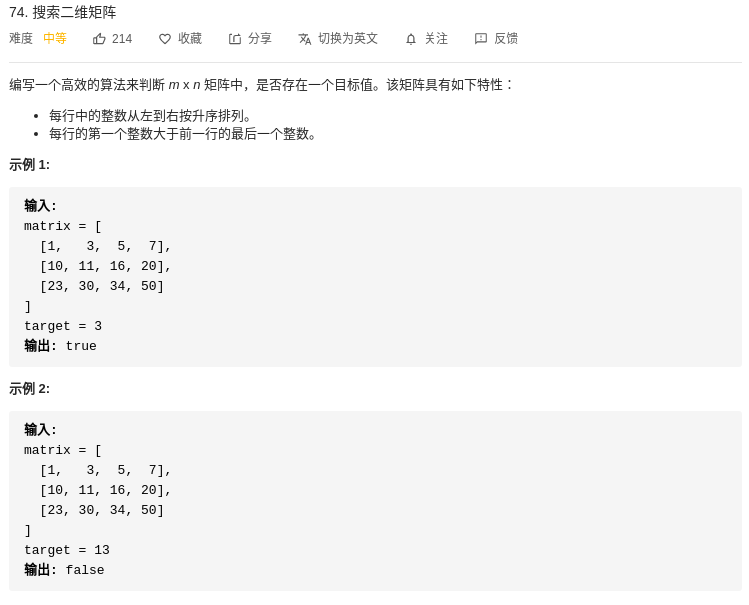 74. 搜索二维矩阵
难度 中等 214 收藏 分享 切换为英文 关注 反馈
编写一个高效的算法来判断 m x n 矩阵中，是否存在一个目标值。该矩阵具有如下特性：
• 每行中的整数从左到右按升序排列。
• 每行的第一个整数大于前一行的最后一个整数。
示例 1:
输入:
matrix = [
  [1,   3,  5,  7],
  [10, 11, 16, 20],
  [23, 30, 34, 50]
]
target = 3
输出: true
示例 2:
输入:
matrix = [
  [1,   3,  5,  7],
  [10, 11, 16, 20],
  [23, 30, 34, 50]
]
target = 13
输出: false